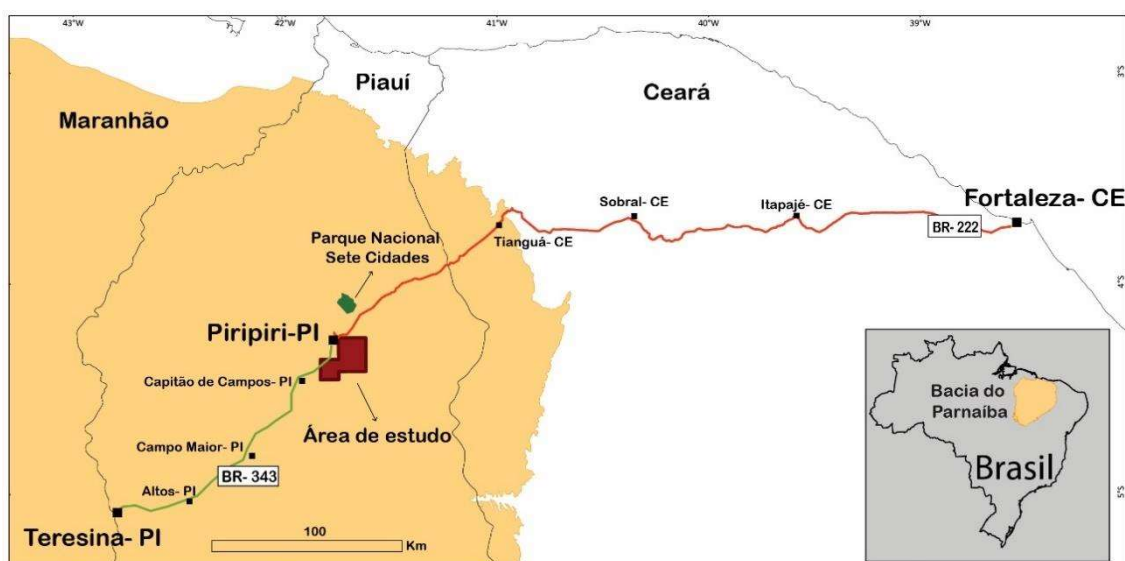 43°W
42°W
41°W
40°W
39°W
3°S
Piauí
Ceará
Maranhão
Fortaleza- CE
Sobral- CE
Itapajé- CE
BR- 222
Tianguá- CE
Parque Nacional
Sete Cidades
4°S
Piripiri-PI
Capitão de Campos- PI
Área de estudo
Bacia do
Parnaíba
Brasil
Campo Maior- PI
BR- 343
Altos- PI
5°S
Teresina- PI
100
Km